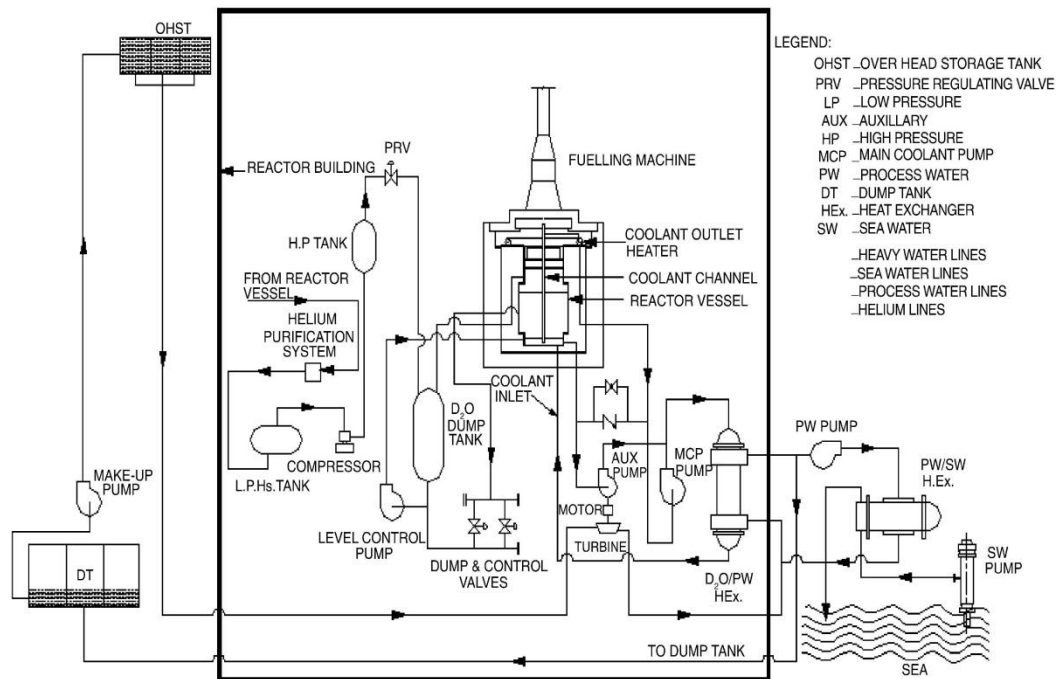 OHST
LEGEND:
OHST _OVER HEAD STORAGE TANK
PRV _PRESSURE REGULATING VALVE
LP _LOW PRESSURE
AUX _AUXILLARY
HP _HIGH PRESSURE
MCP _MAIN COOLANT PUMP
PW _PROCESS WATER
DT _DUMP TANK
HEx. _HEAT EXCHANGER
SW _SEA WATER
_HEAVY WATER LINES
_SEA WATER LINES
_PROCESS WATER LINES
_HELIUM LINES
PRV
FUELLING MACHINE
REACTOR BUILDING
H.P TANK
COOLANT OUTLET
HEATER
COOLANT CHANNEL
REACTOR VESSEL
FROM REACTOR
VESSEL
HELIUM
PURIFICATION
SYSTEM
COOLANT
INLET
D2O
DUMP
TANK
COMPRESSOR
L.P.Hs.TANK
MAKE-UP
PUMP
AUX
PUMP
MCP
PUMP
PW PUMP
PW/SW
H.Ex.
MOTOR
LEVEL CONTROL
PUMP
TURBINE
DUMP & CONTROL
VALVES
D2O/PW
HEx.
SW
PUMP
DT
TO DUMP TANK
SEA